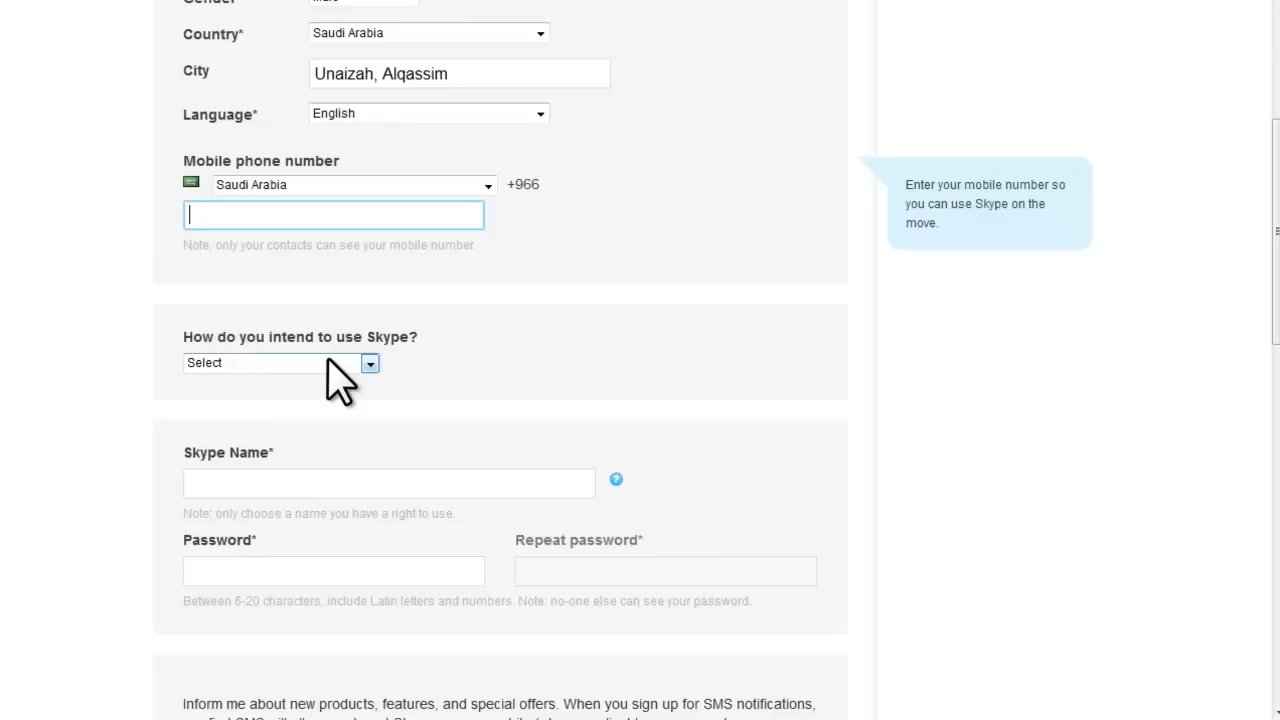 Gender Male
Country* Saudi Arabia
City Unaizah, Alqassim
Language* English
Mobile phone number
Saudi Arabia +966
Note: only your contacts can see your mobile number.
Enter your mobile number so
you can use Skype on the
move.
How do you intend to use Skype?
Select
Skype Name*
?
Note: only choose a name you have a right to use.
Password* Repeat password*
Between 6-20 characters, include Latin letters and numbers. Note: no-one else can see your password.
Inform me about new products, features, and special offers. When you sign up for SMS notifications,